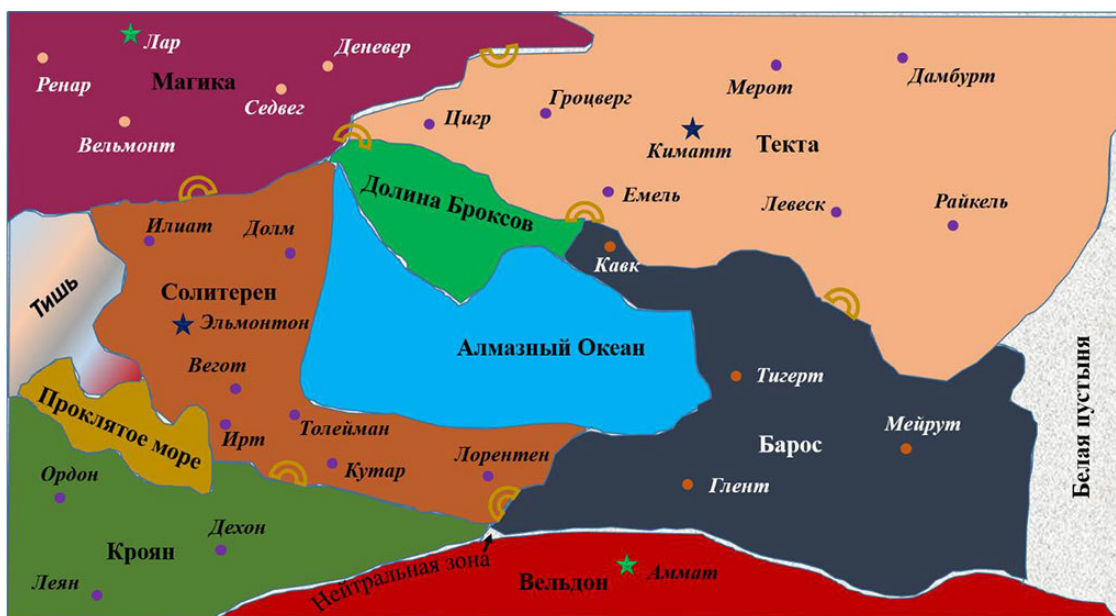 Лар
Деневер
Ренар
Магика
Седвег
Вельмонт
Мерот
Дамбурт
Гроцверг
Цигр
Киматт
Текта
Емель
Левеск
Райкель
Долина Броксов
Илиат
Долм
Кавк
Тишь
Солитерен
Эльмонтон
Алмазный Океан
Вегот
Тигерт
Проклятое море
Ирт
Толейман
Мейрут
Барос
Белая пустыня
Ордон
Кутар
Лорентен
Глент
Дехон
Кроян
Леян
Нейтральная зона
Вельдон
Аммат